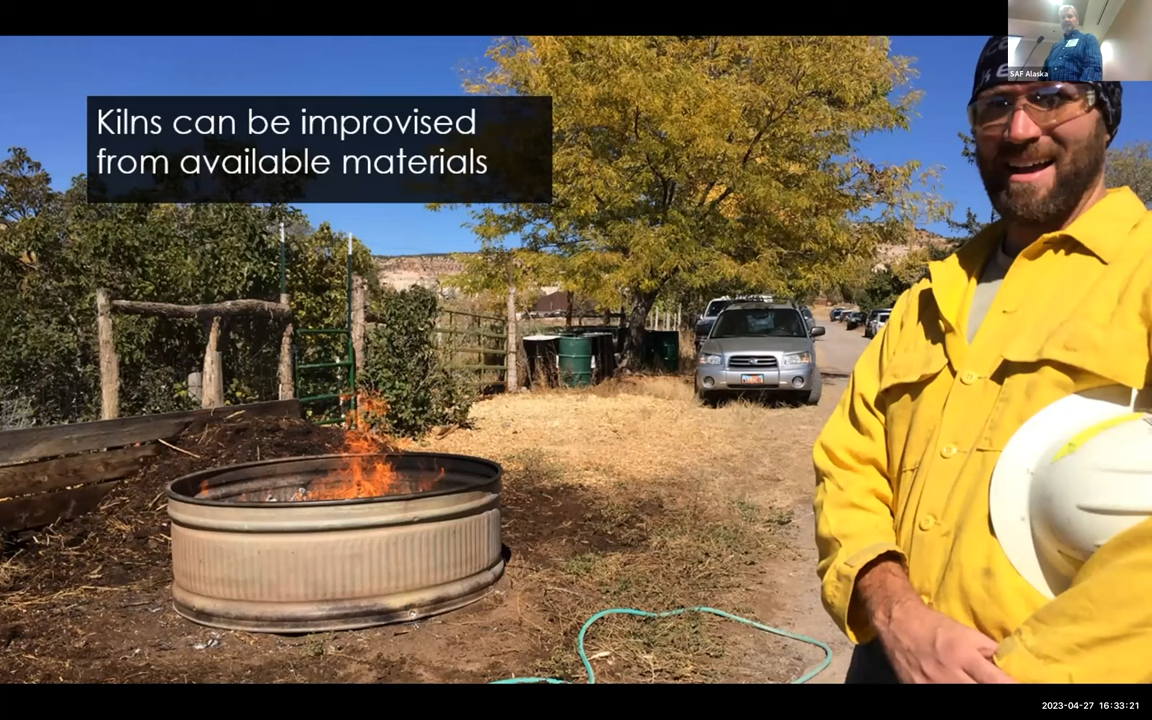 Kilns can be improvised
from available materials
SAF Alaska
2023-04-27 16:33:21